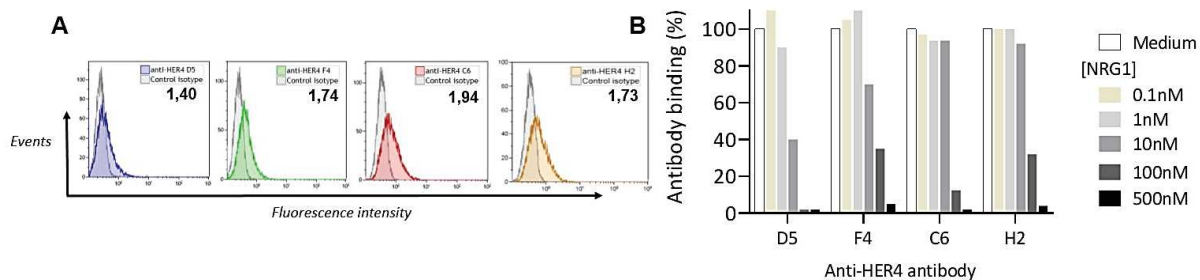 A
anti-HER4 D5
Control isotype
1,40
anti-HER4 F4
Control isotype
1,74
anti-HER4 C6
Control isotype
1,94
anti-HER4 H2
Control isotype
1,73
Events
Fluorescence intensity
B
Antibody binding (%)
100
80
60
40
20
0
D5
F4
C6
H2
Anti-HER4 antibody
Medium
[NRG1]
0.1nM
1nM
10nM
100nM
500nM